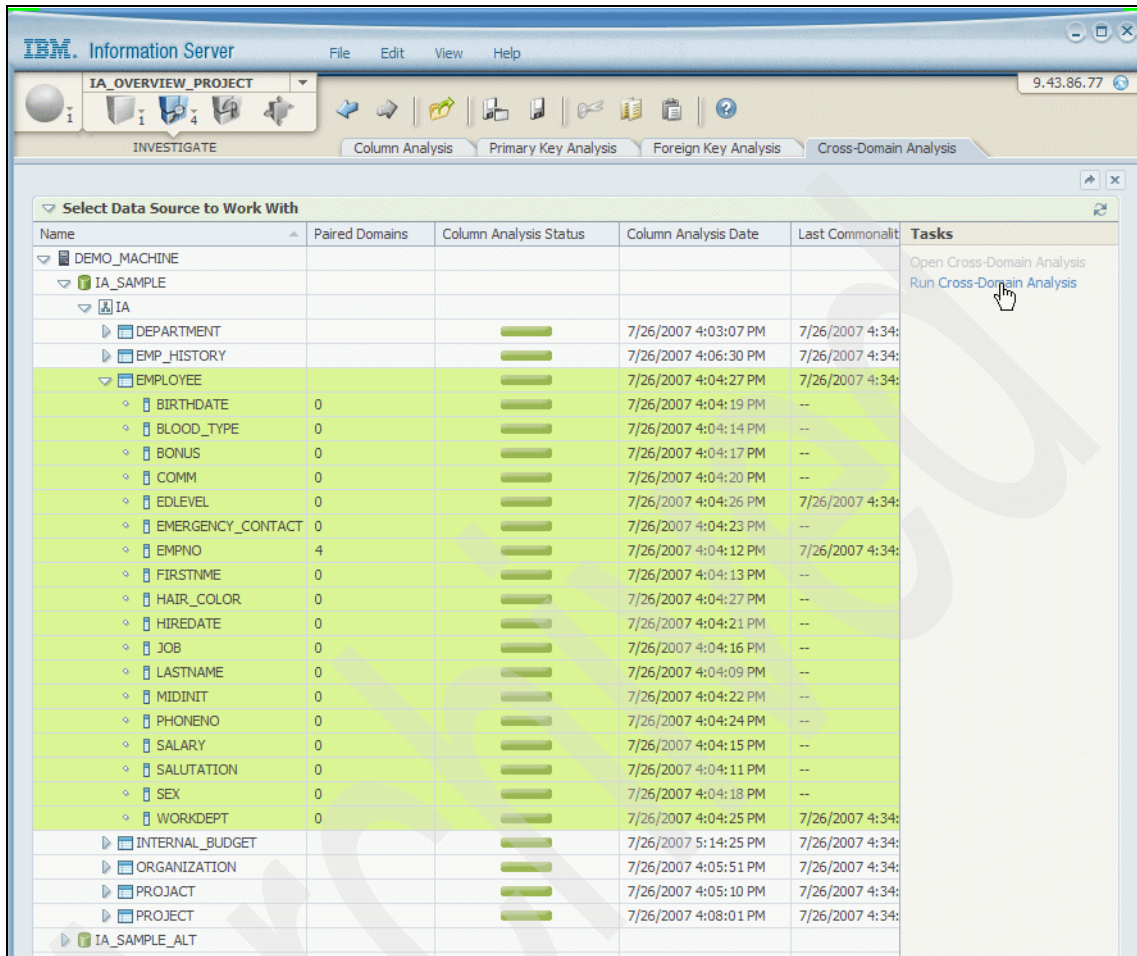 IBM. Information Server File Edit View Help
IA_OVERVIEW_PROJECT 9.43.86.77
1 1 4
INVESTIGATE Column Analysis Primary Key Analysis Foreign Key Analysis Cross-Domain Analysis
Select Data Source to Work With
Name Paired Domains Column Analysis Status Column Analysis Date Last Commonalit Tasks
DEMO_MACHINE Open Cross-Domain Analysis
IA_SAMPLE Run Cross-Domain Analysis
IA
DEPARTMENT 7/26/2007 4:03:07 PM 7/26/2007 4:34:
EMP_HISTORY 7/26/2007 4:06:30 PM 7/26/2007 4:34:
EMPLOYEE 7/26/2007 4:04:27 PM 7/26/2007 4:34:
BIRTHDATE 0 7/26/2007 4:04:19 PM --
BLOOD_TYPE 0 7/26/2007 4:04:14 PM --
BONUS 0 7/26/2007 4:04:17 PM --
COMM 0 7/26/2007 4:04:20 PM --
EDLEVEL 0 7/26/2007 4:04:26 PM 7/26/2007 4:34:
EMERGENCY_CONTACT 0 7/26/2007 4:04:23 PM --
EMPNO 4 7/26/2007 4:04:12 PM 7/26/2007 4:34:
FIRSTNME 0 7/26/2007 4:04:13 PM --
HAIR_COLOR 0 7/26/2007 4:04:27 PM --
HIREDATE 0 7/26/2007 4:04:21 PM --
JOB 0 7/26/2007 4:04:16 PM --
LASTNAME 0 7/26/2007 4:04:09 PM --
MIDINIT 0 7/26/2007 4:04:22 PM --
PHONENO 0 7/26/2007 4:04:24 PM --
SALARY 0 7/26/2007 4:04:15 PM --
SALUTATION 0 7/26/2007 4:04:11 PM --
SEX 0 7/26/2007 4:04:18 PM --
WORKDEPT 0 7/26/2007 4:04:25 PM 7/26/2007 4:34:
INTERNAL_BUDGET 7/26/2007 5:14:25 PM 7/26/2007 4:34:
ORGANIZATION 7/26/2007 4:05:51 PM 7/26/2007 4:34:
PROJACT 7/26/2007 4:05:10 PM 7/26/2007 4:34:
PROJECT 7/26/2007 4:08:01 PM 7/26/2007 4:34:
IA_SAMPLE_ALT